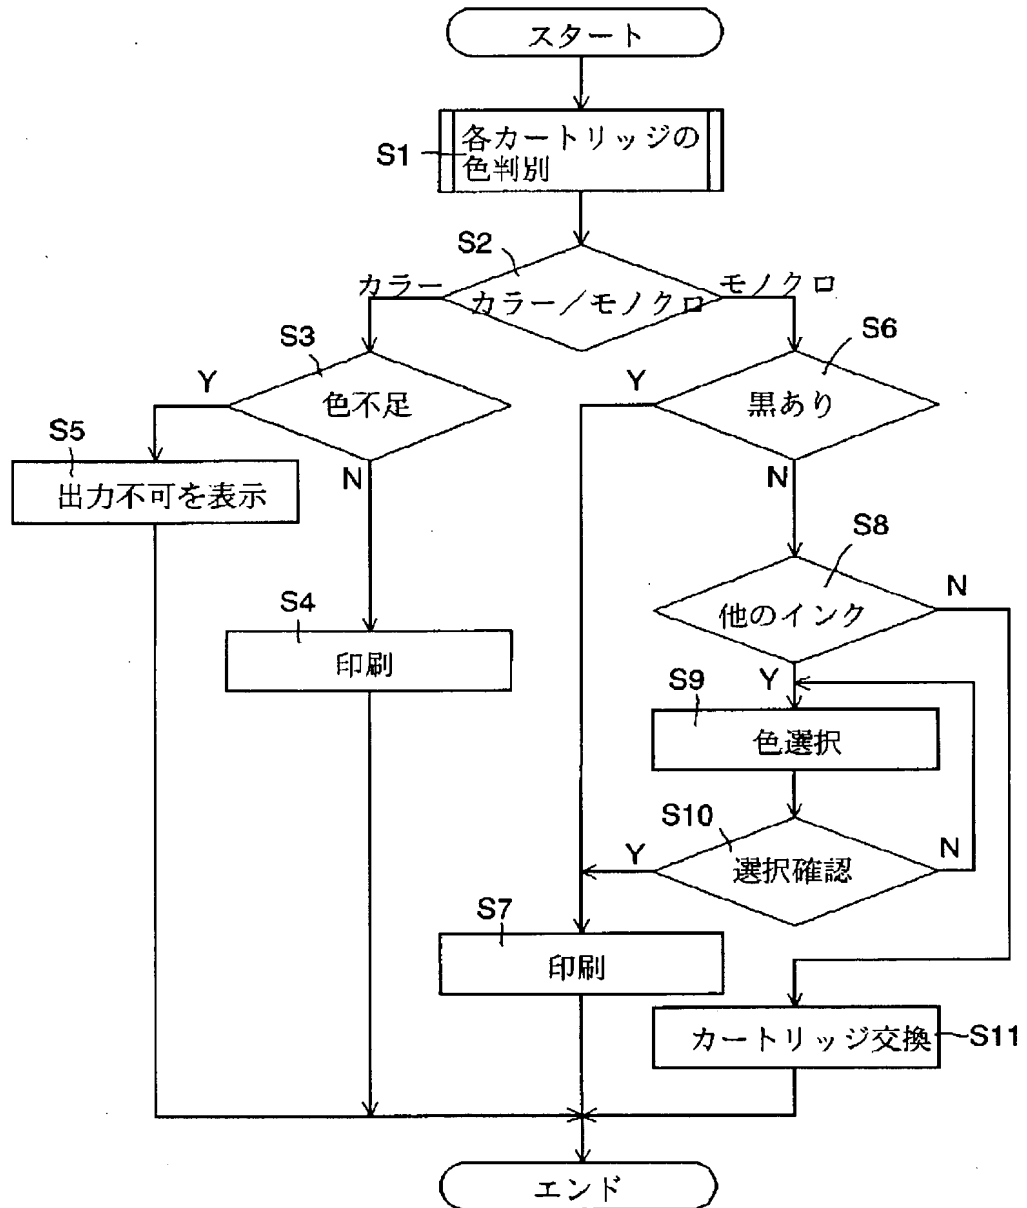 スタート
S1
各カートリッジの
色判別
S2
カラー
カラー／モノクロ
モノクロ
S3
Y
色不足
N
S6
Y
黒あり
N
S5
出力不可を表示
S8
他のインク
N
Y
S4
印刷
S9
色選択
S10
Y
選択確認
N
S7
印刷
カートリッジ交換
S11
エンド